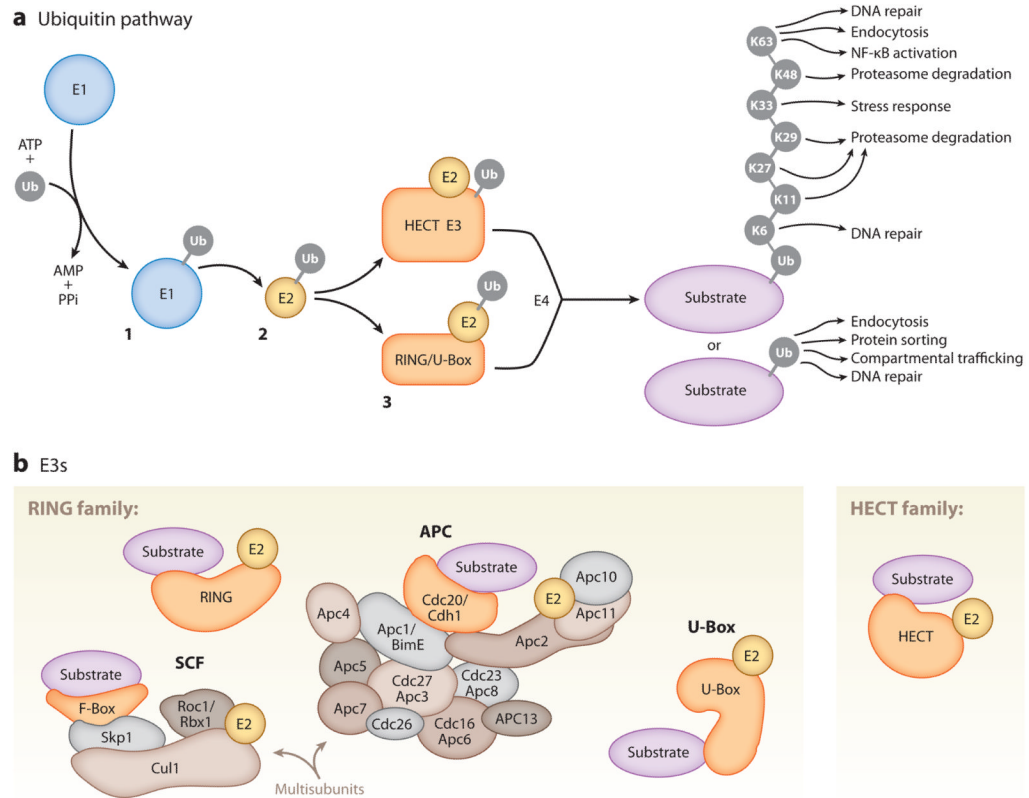 a Ubiquitin pathway
E1
ATP
+
Ub
AMP
+
PPi
Ub
E1
1
Ub
E2
2
E2
Ub
HECT E3
Ub
E2
RING/U-Box
3
E4
K63
K48
K33
K29
K27
K11
K6
Ub
DNA repair
Endocytosis
NF-κB activation
Proteasome degradation
Stress response
Proteasome degradation
DNA repair
Substrate
or
Ub
Substrate
Endocytosis
Protein sorting
Compartmental trafficking
DNA repair
b E3s
RING family:
Substrate
E2
RING
SCF
Substrate
F-Box
Skp1
Roc1/
Rbx1
E2
Cul1
Multisubunits
APC
Substrate
Cdc20/
Cdh1
E2
Apc10
Apc11
Apc4
Apc1/
BimE
Apc2
Apc5
Cdc27
Apc3
Cdc23
Apc8
Apc7
Cdc26
Cdc16
Apc6
APC13
U-Box
E2
U-Box
Substrate
HECT family:
Substrate
E2
HECT